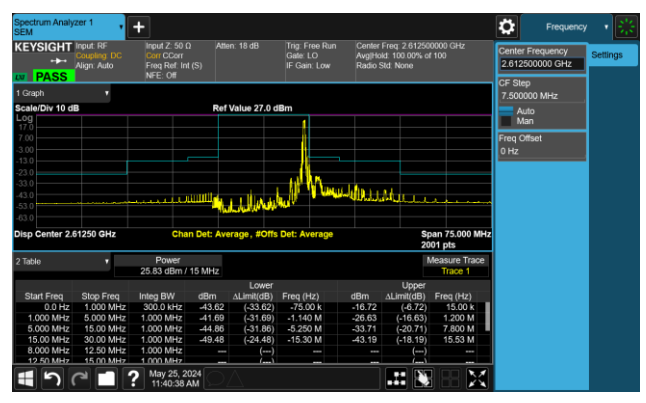 Spectrum Analyzer 1
SEM
Frequency
KEYSIGHT
Input: RF
Coupling: DC
Align: Auto
Input Z: 50 Ω
Corr CCorr
Freq Ref: Int (S)
NFE: Off
Atten: 18 dB
Trig: Free Run
Gate: LO
IF Gain: Low
Center Freq: 2.612500000 GHz
Avg|Hold: 100.00% of 100
Radio Std: None
PASS
Center Frequency
2.612500000 GHz
Settings
CF Step
7.500000 MHz
Auto
Man
Freq Offset
0 Hz
1 Graph
Scale/Div 10 dB
Ref Value 27.0 dBm
Log
17.0
7.00
-3.00
-13.0
-23.0
-33.0
-43.0
-53.0
-63.0
Disp Center 2.61250 GHz
Chan Det: Average , #Offs Det: Average
Span 75.000 MHz
2001 pts
2 Table
Power
25.83 dBm / 15 MHz
Measure Trace
Trace 1
Lower Upper
Start Freq Stop Freq Integ BW dBm ΔLimit(dB) Freq (Hz) dBm ΔLimit(dB) Freq (Hz)
0.0 Hz 1.000 MHz 300.0 kHz -43.62 (-33.62) -75.00 k -16.72 (-6.72) 15.00 k
1.000 MHz 5.000 MHz 1.000 MHz -41.69 (-31.69) -1.140 M -26.63 (-16.63) 1.200 M
5.000 MHz 15.00 MHz 1.000 MHz -44.86 (-31.86) -5.250 M -33.71 (-20.71) 7.800 M
15.00 MHz 30.00 MHz 1.000 MHz -49.48 (-24.48) -15.30 M -43.19 (-18.19) 15.53 M
8.000 MHz 12.50 MHz 1.000 MHz --- (---) --- --- (---) ---
12.50 MHz 15.00 MHz 1.000 MHz --- (---) --- --- (---) ---
May 25, 2024
11:40:38 AM